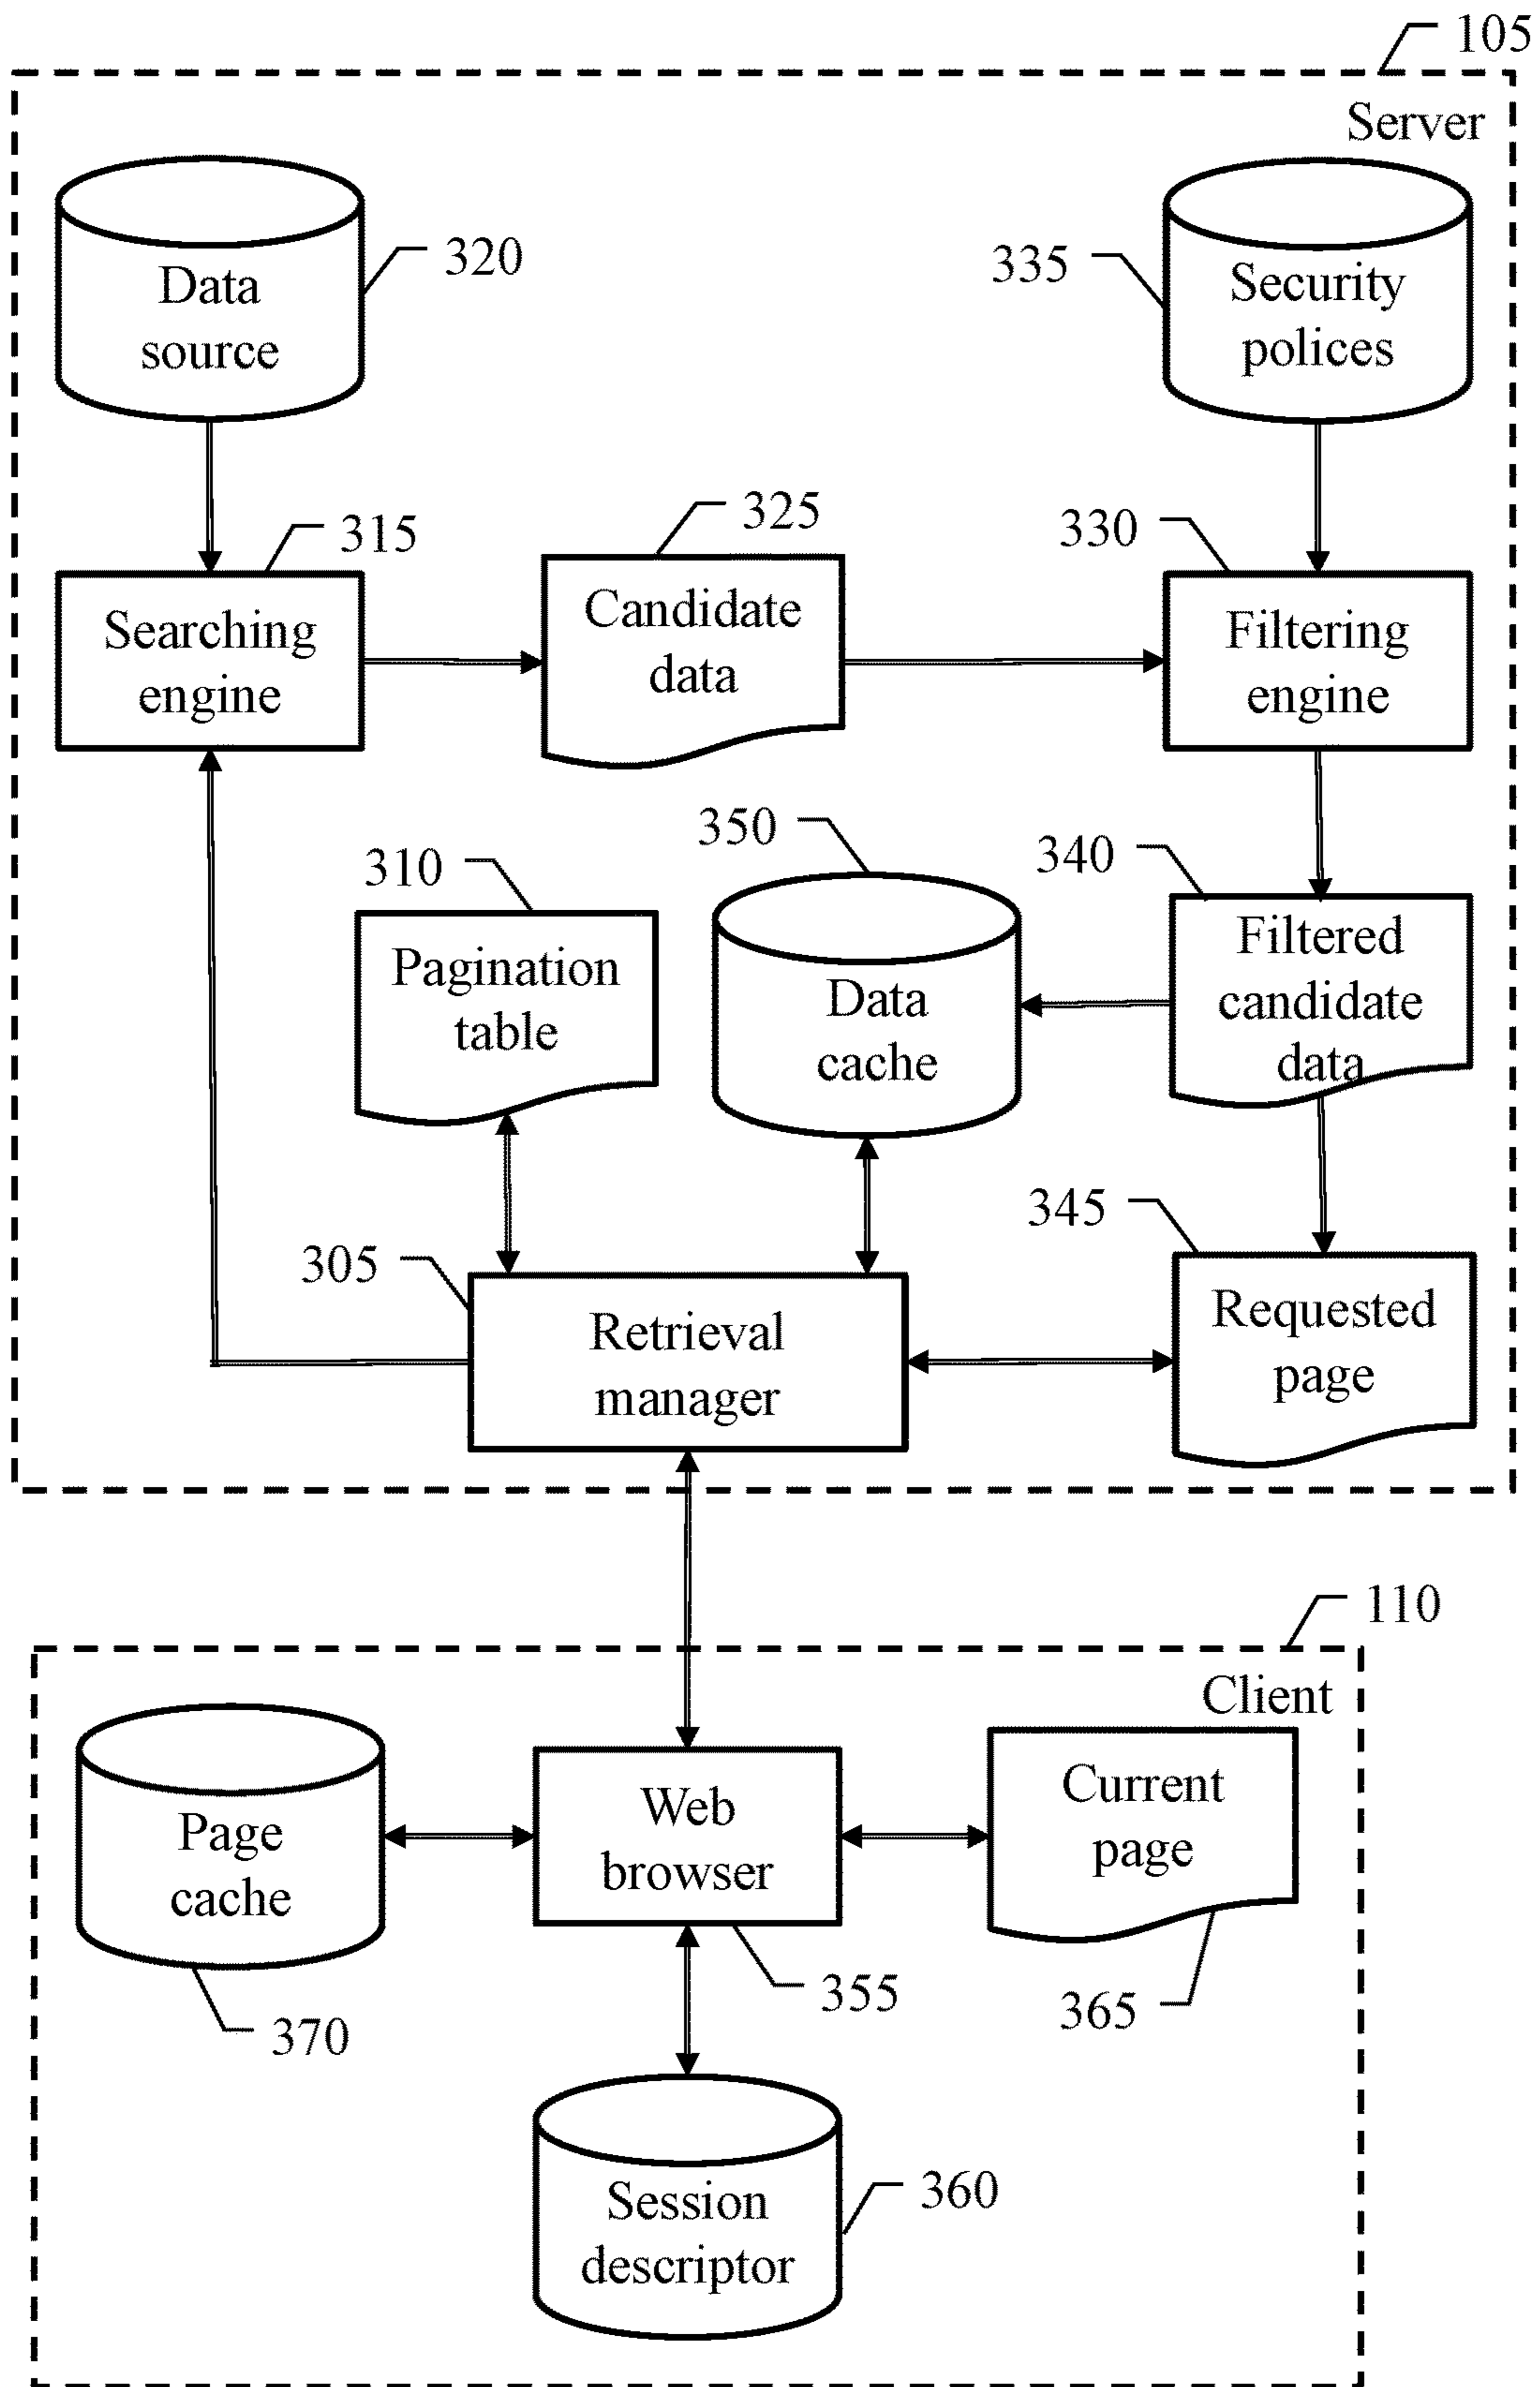 105
Server
Data
source
320
335
Security
polices
315
325
330
Searching
engine
Candidate
data
Filtering
engine
310
350
340
Pagination
table
Data
cache
Filtered
candidate
data
305
345
Retrieval
manager
Requested
page
110
Client
Page
cache
Web
browser
Current
page
370
355
365
Session
descriptor
360